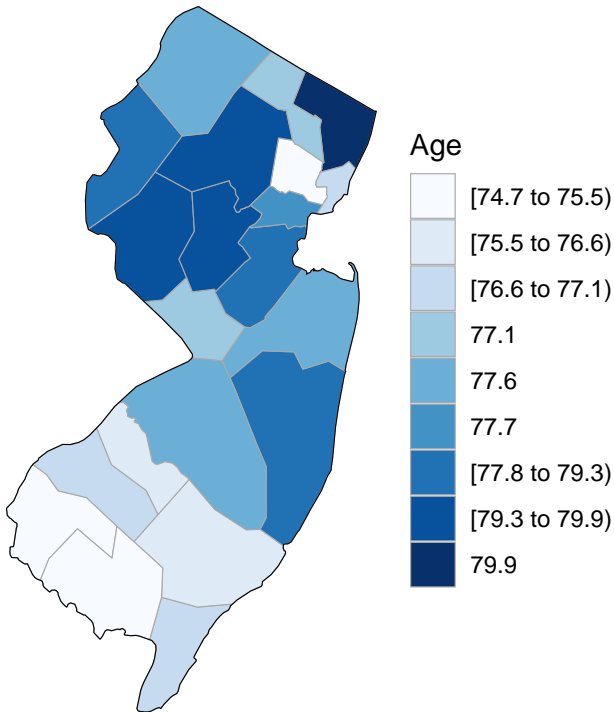 Age
[74.7 to 75.5)
[75.5 to 76.6)
[76.6 to 77.1)
77.1
77.6
77.7
[77.8 to 79.3)
[79.3 to 79.9)
79.9